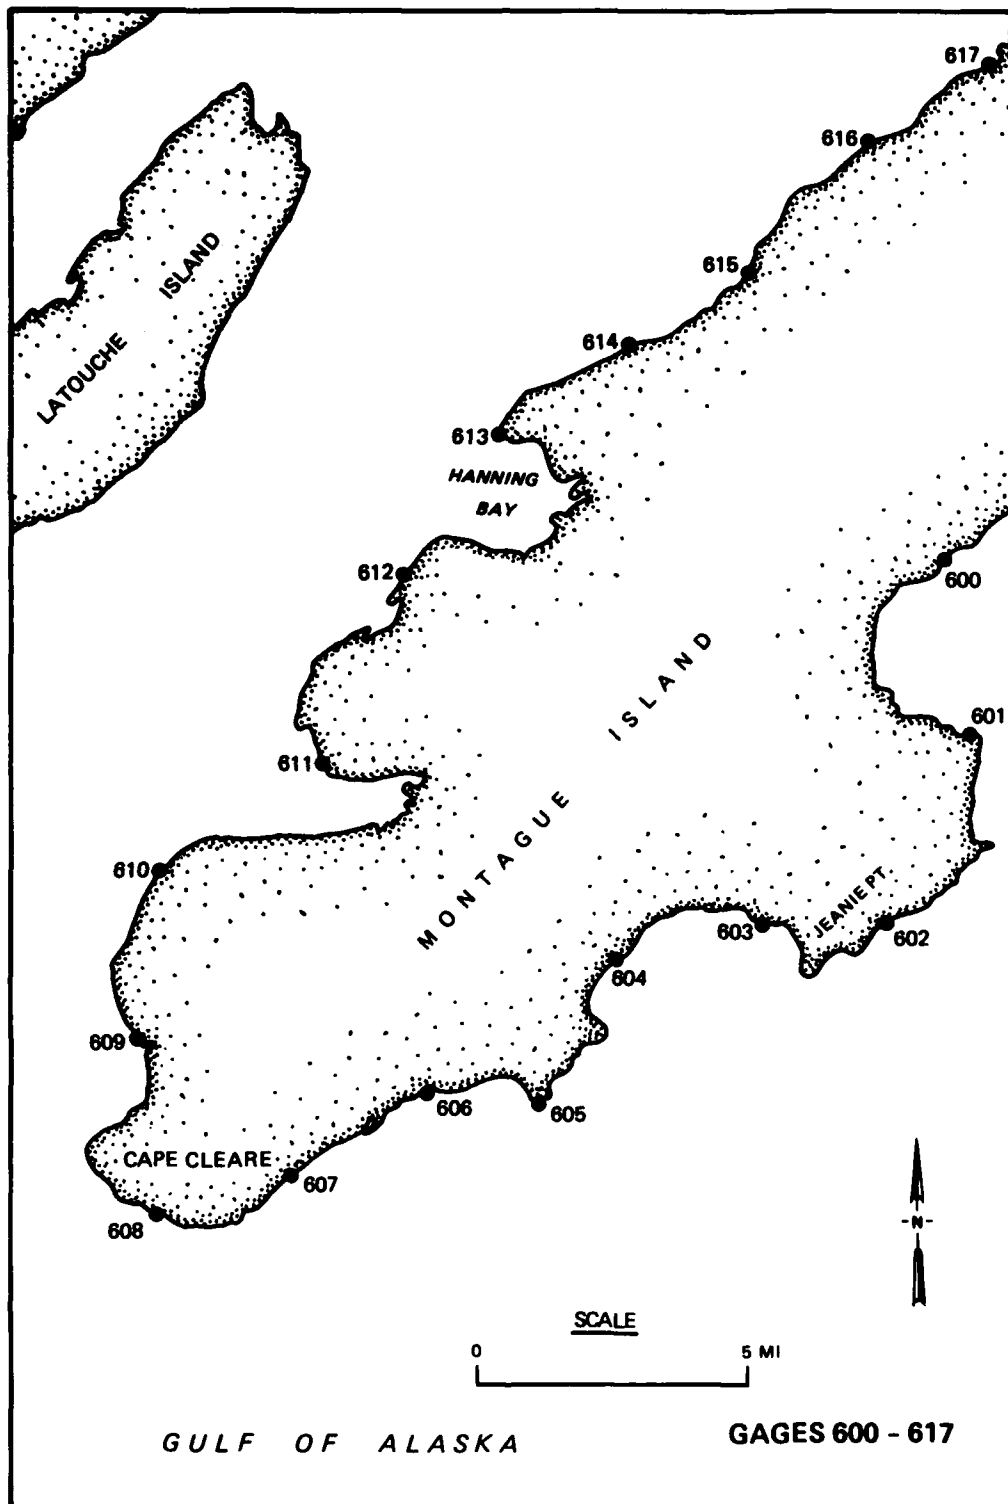 617
616
615
614
613
HANNING
BAY
LATOUCHE ISLAND
612
600
601
611
MONTAGUE ISLAND
610
JEANIE PT.
603
602
604
609
606
605
CAPE CLEARE
607
608
-N-
SCALE
0 5 MI
GULF OF ALASKA
GAGES 600 - 617